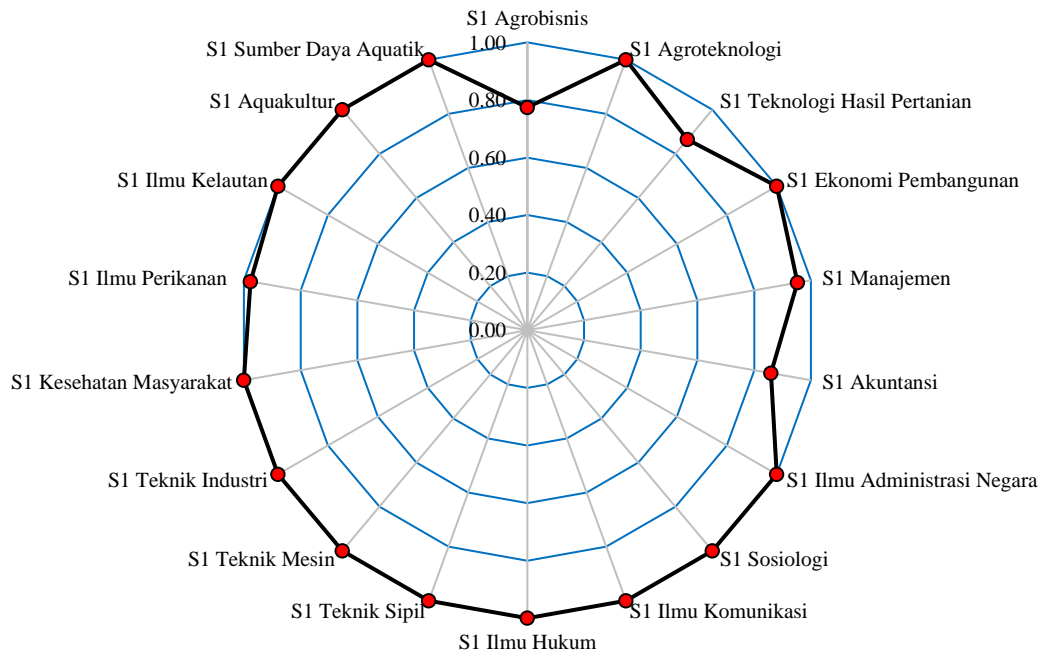 S1 Agrobisnis
1.00
S1 Sumber Daya Aquatik
S1 Agroteknologi
S1 Aquakultur
0.80
S1 Teknologi Hasil Pertanian
0.60
S1 Ilmu Kelautan
S1 Ekonomi Pembangunan
0.40
S1 Ilmu Perikanan
0.20
S1 Manajemen
0.00
S1 Kesehatan Masyarakat
S1 Akuntansi
S1 Teknik Industri
S1 Ilmu Administrasi Negara
S1 Teknik Mesin
S1 Sosiologi
S1 Teknik Sipil
S1 Ilmu Komunikasi
S1 Ilmu Hukum